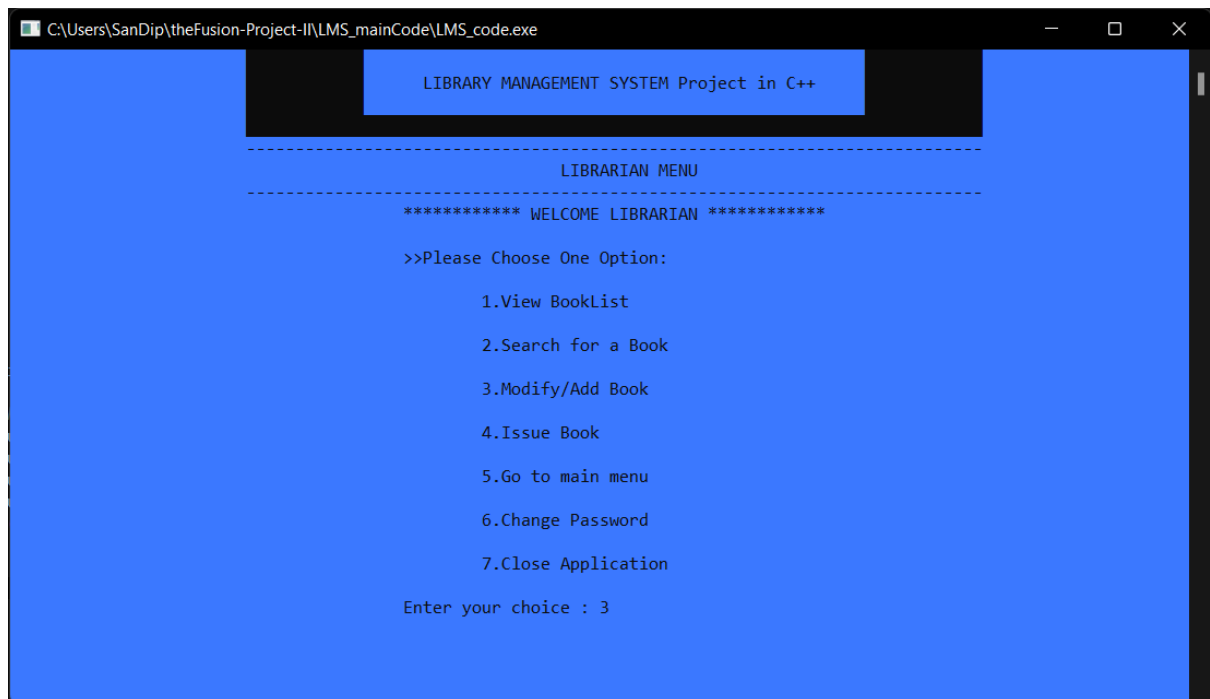 C:\Users\SanDip\theFusion-Project-II\LMS_mainCode\LMS_code.exe
LIBRARY MANAGEMENT SYSTEM Project in C++
---------------------------------------------------------------------------
LIBRARIAN MENU
---------------------------------------------------------------------------
************ WELCOME LIBRARIAN ************
>>Please Choose One Option:
1.View BookList
2.Search for a Book
3.Modify/Add Book
4.Issue Book
5.Go to main menu
6.Change Password
7.Close Application
Enter your choice : 3